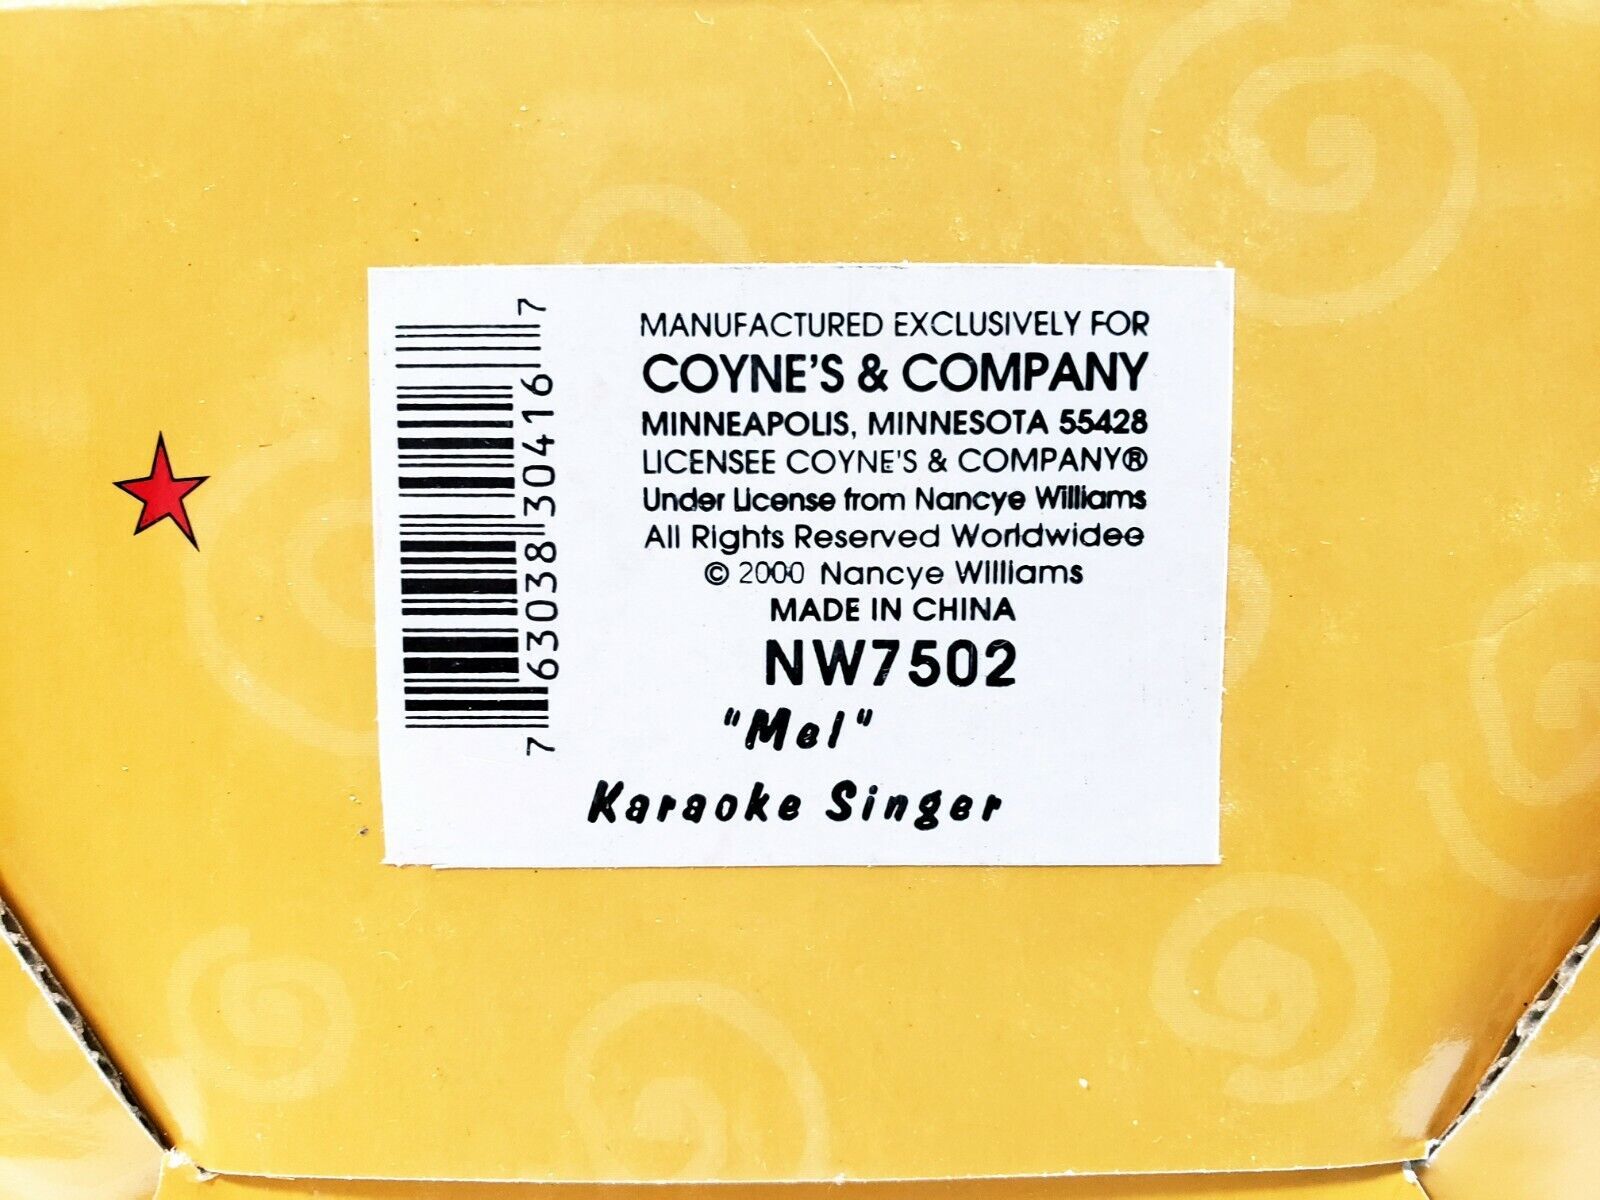 7 63038 30416 7
MANUFACTURED EXCLUSIVELY FOR
COYNE'S & COMPANY
MINNEAPOLIS, MINNESOTA 55428
LICENSEE COYNE'S & COMPANY®
Under License from Nancye Williams
All Rights Reserved Worldwidee
© 2000 Nancye Williams
MADE IN CHINA
NW7502
"Mel"
Karaoke Singer